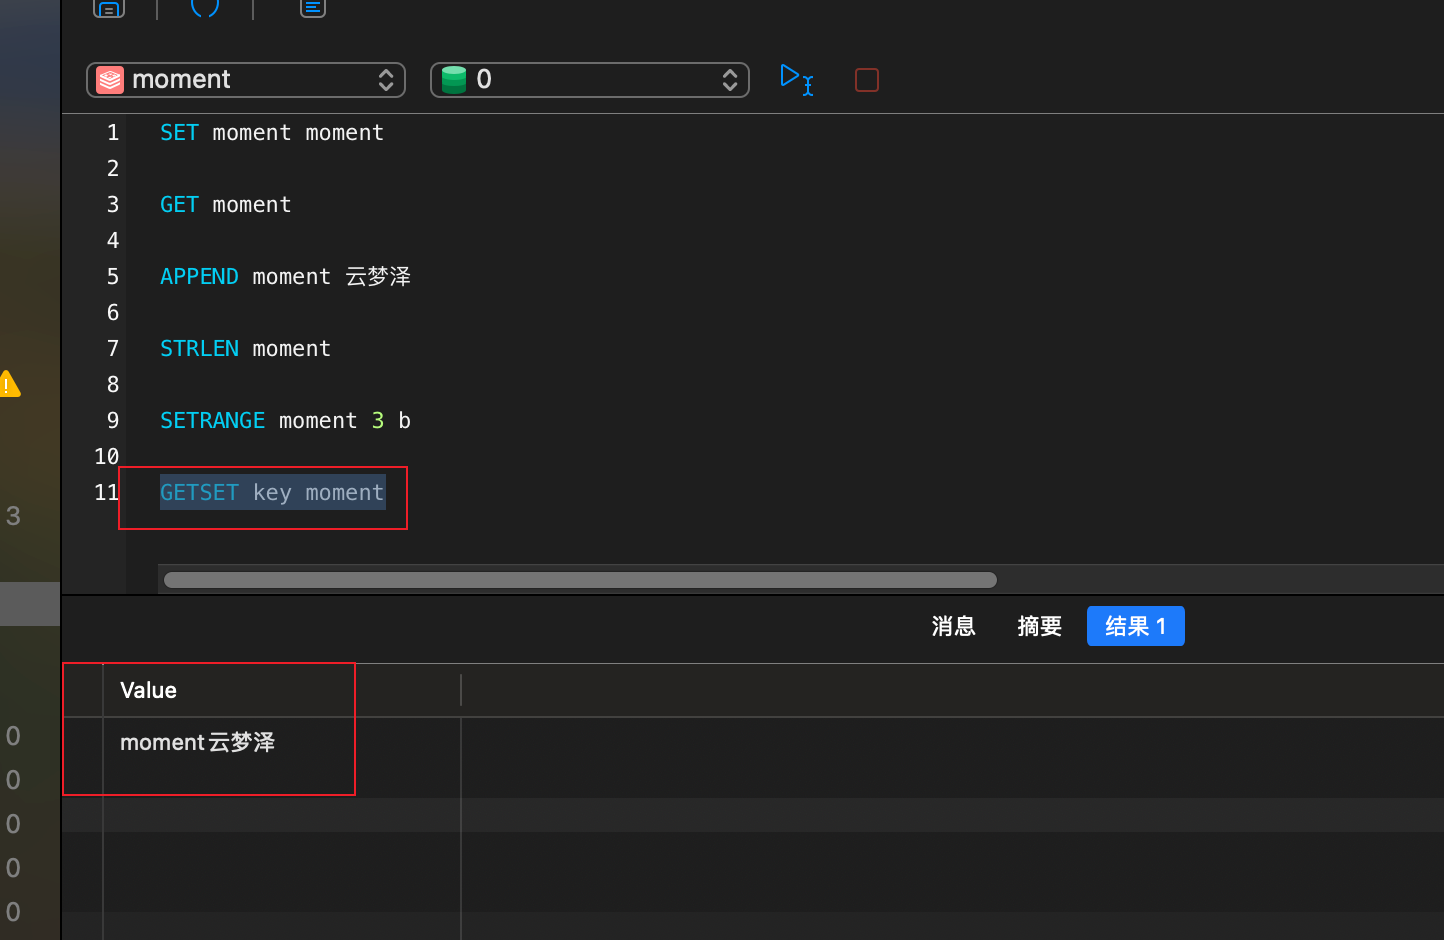 moment
0
1 SET moment moment
2
3 GET moment
4
5 APPEND moment 云梦泽
6
7 STRLEN moment
8
9 SETRANGE moment 3 b
10
11 GETSET key moment
3
消息 摘要 结果 1
Value
moment云梦泽
0
0
0
0
0